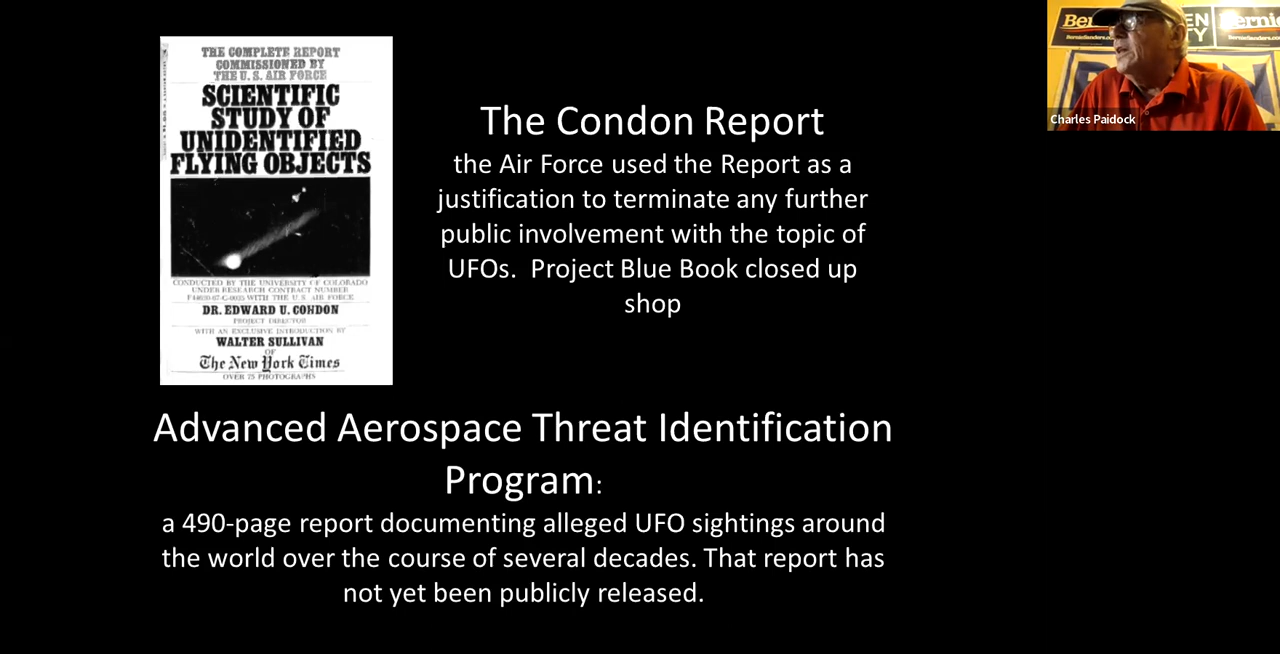 THE COMPLETE REPORT
COMMISSIONED BY
THE U.S. AIR FORCE
SCIENTIFIC
STUDY OF
UNIDENTIFIED
FLYING OBJECTS
CONDUCTED BY THE UNIVERSITY OF COLORADO
UNDER RESEARCH CONTRACT NUMBER
WITH THE U.S. AIR FORCE
DR. EDWARD U. CONDON
PROJECT DIRECTOR
WITH AN EXCLUSIVE INTRODUCTION BY
WALTER SULLIVAN
OF
The New York Times
OVER 75 PHOTOGRAPHS
The Condon Report
the Air Force used the Report as a
justification to terminate any further
public involvement with the topic of
UFOs. Project Blue Book closed up
shop
Advanced Aerospace Threat Identification
Program:
a 490-page report documenting alleged UFO sightings around
the world over the course of several decades. That report has
not yet been publicly released.
Charles Paidock